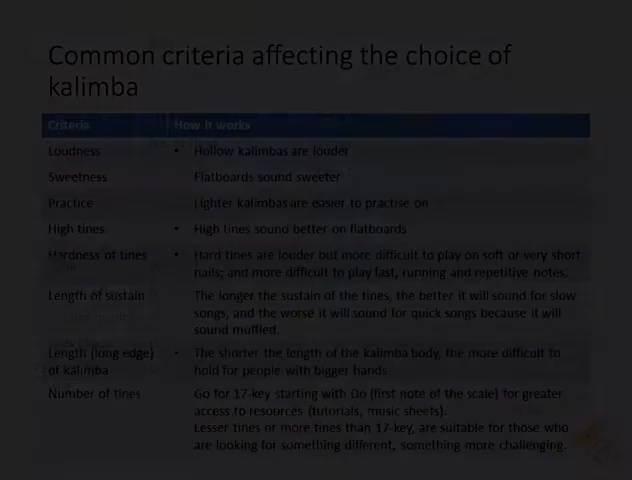 Common criteria affecting the choice of
kalimba
Criteria How it works
Loudness • Hollow kalimbas are louder
Sweetness Flatboards sound sweeter
Practice Lighter kalimbas are easier to practise on
High tines • High tines sound better on flatboards
Hardness of tines • Hard tines are louder but more difficult to play on soft or very short
nails; and more difficult to play fast, running and repetitive notes.
Length of sustain The longer the sustain of the tines, the better it will sound for slow
songs, and the worse it will sound for quick songs because it will
sound muffled.
Length (long edge) • The shorter the length of the kalimba body, the more difficult to
of kalimba hold for people with bigger hands
Number of tines Go for 17-key starting with Do (first note of the scale) for greater
access to resources (tutorials, music sheets).
Lesser tines or more tines than 17-key, are suitable for those who
are looking for something different, something more challenging.